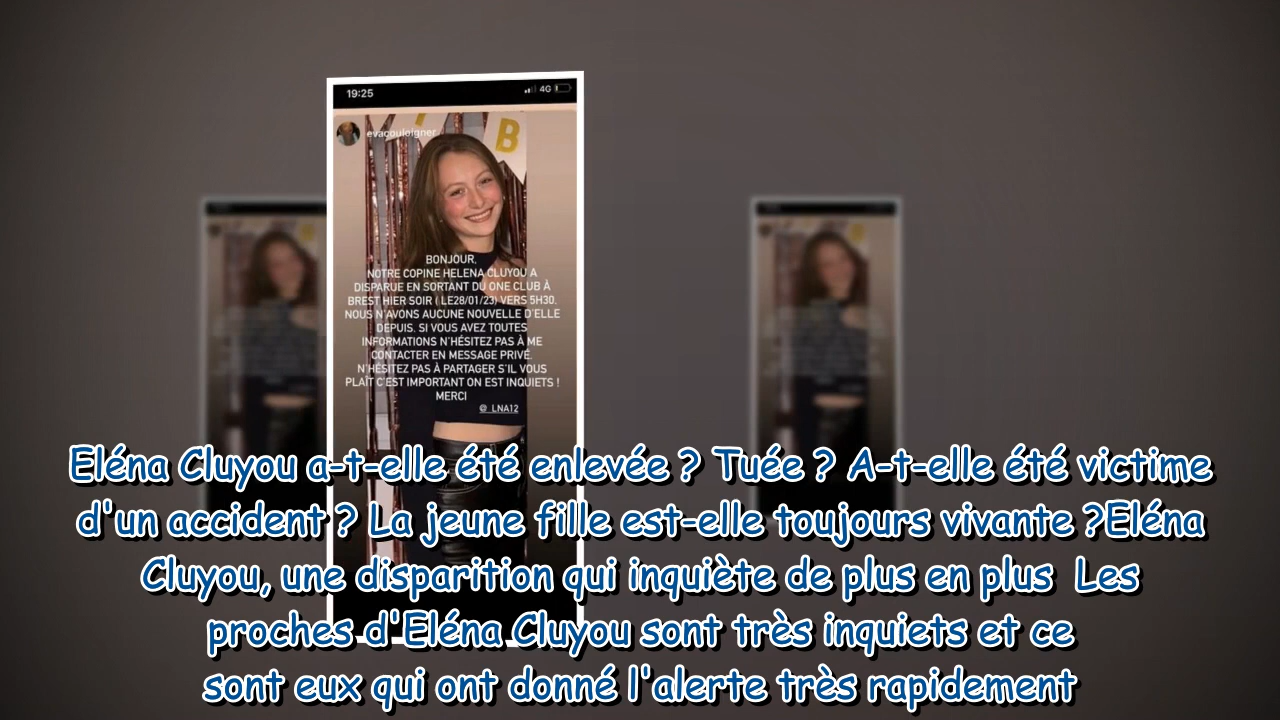 19:25
4G
evacouloigner
B
BONJOUR,
NOTRE COPINE HELENA CLUYOU A
DISPARUE EN SORTANT DU ONE CLUB À
BREST HIER SOIR ( LE28/01/23) VERS 5H30.
NOUS N'AVONS AUCUNE NOUVELLE D'ELLE
DEPUIS. SI VOUS AVEZ TOUTES
INFORMATIONS N'HÉSITEZ PAS À ME
CONTACTER EN MESSAGE PRIVÉ.
N'HÉSITEZ PAS À PARTAGER S'IL VOUS
PLAÎT C'EST IMPORTANT ON EST INQUIETS !
MERCI
@_LNA12
Eléna Cluyou a-t-elle été enlevée ? Tuée ? A-t-elle été victime
d'un accident ? La jeune fille est-elle toujours vivante ?Eléna
Cluyou, une disparition qui inquiète de plus en plus  Les
proches d'Eléna Cluyou sont très inquiets et ce
sont eux qui ont donné l'alerte très rapidement